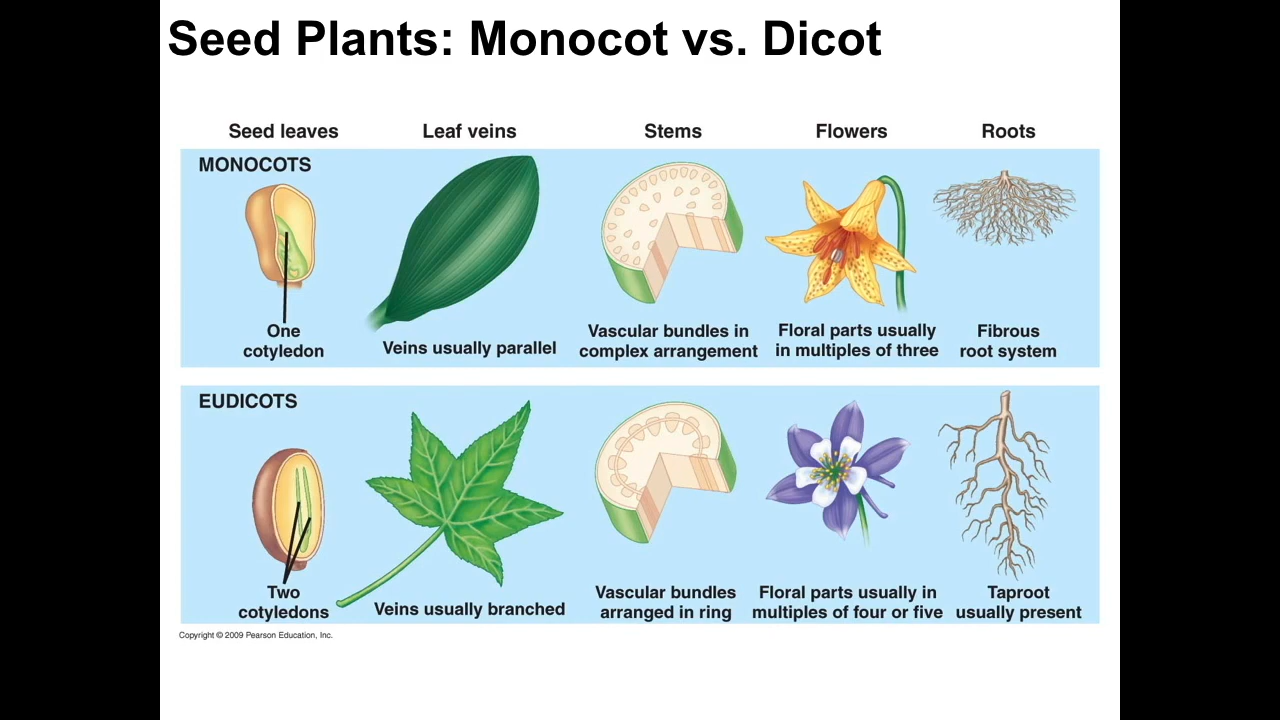 Seed Plants: Monocot vs. Dicot
Seed leaves
Leaf veins
Stems
Flowers
Roots
MONOCOTS
One
cotyledon
Veins usually parallel
Vascular bundles in
complex arrangement
Floral parts usually
in multiples of three
Fibrous
root system
EUDICOTS
Two
cotyledons
Veins usually branched
Vascular bundles
arranged in ring
Floral parts usually in
multiples of four or five
Taproot
usually present
Copyright © 2009 Pearson Education, Inc.